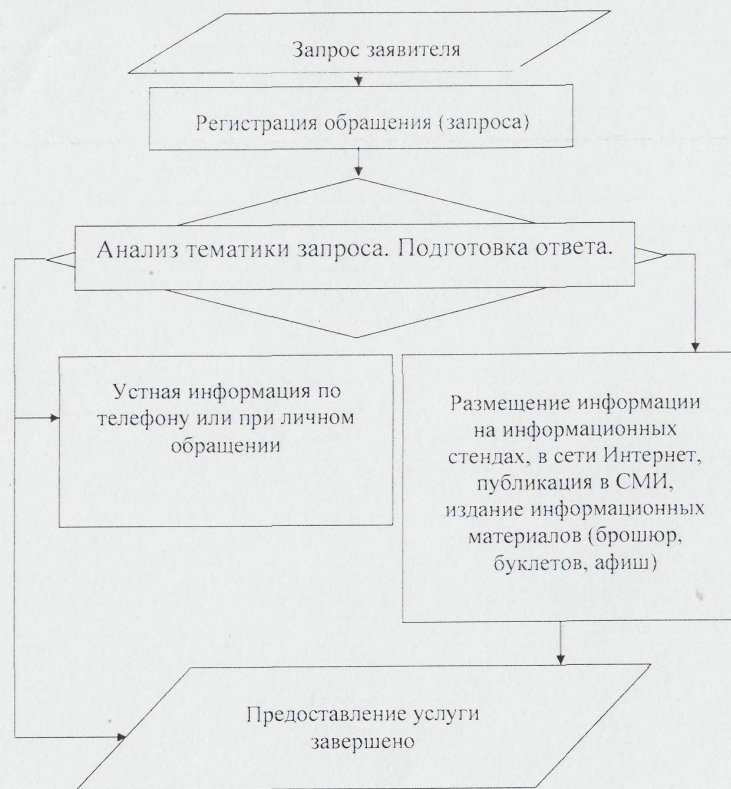 Запрос заявителя
Регистрация обращения (запроса)
Анализ тематики запроса. Подготовка ответа.
Устная информация по
телефону или при личном
обращении
Размещение информации
на информационных
стендах, в сети Интернет,
публикация в СМИ,
издание информационных
материалов (брошюр,
буклетов, афиш)
Предоставление услуги
завершено